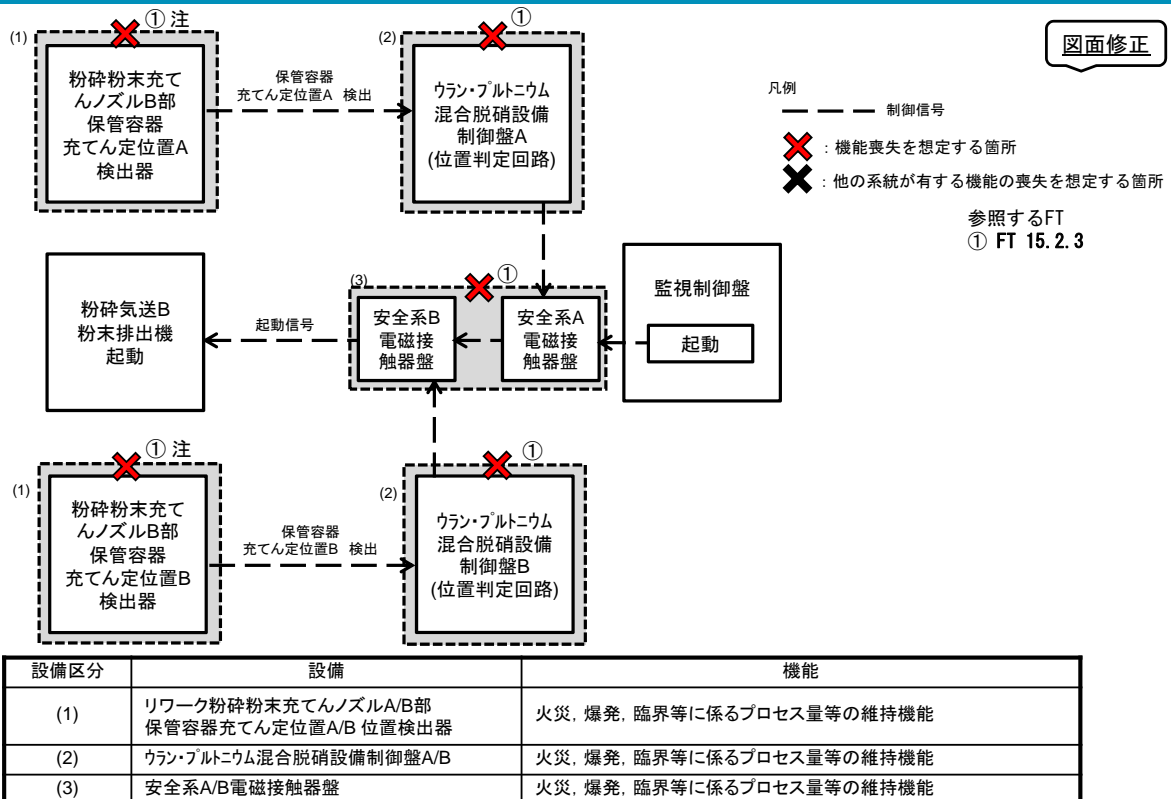 図面修正
(1)
① 注
粉砕粉末充て
んノズルB部
保管容器
充てん定位置A
検出器
保管容器
充てん定位置A 検出
(2)
①
ウラン・プルトニウム
混合脱硝設備
制御盤A
(位置判定回路)
凡例
制御信号
：機能喪失を想定する箇所
：他の系統が有する機能の喪失を想定する箇所
参照するFT
① FT 15.2.3
粉砕気送B
粉末排出機
起動
起動信号
(3)
①
安全系B
電磁接
触器盤
安全系A
電磁接
触器盤
監視制御盤
起動
(1)
① 注
粉砕粉末充て
んノズルB部
保管容器
充てん定位置B
検出器
保管容器
充てん定位置B 検出
(2)
①
ウラン・プルトニウム
混合脱硝設備
制御盤B
(位置判定回路)
設備区分 設備 機能
(1) リワーク粉砕粉末充てんノズルA/B部
保管容器充てん定位置A/B 位置検出器 火災，爆発，臨界等に係るプロセス量等の維持機能
(2) ウラン・プルトニウム混合脱硝設備制御盤A/B 火災，爆発，臨界等に係るプロセス量等の維持機能
(3) 安全系A/B電磁接触器盤 火災，爆発，臨界等に係るプロセス量等の維持機能